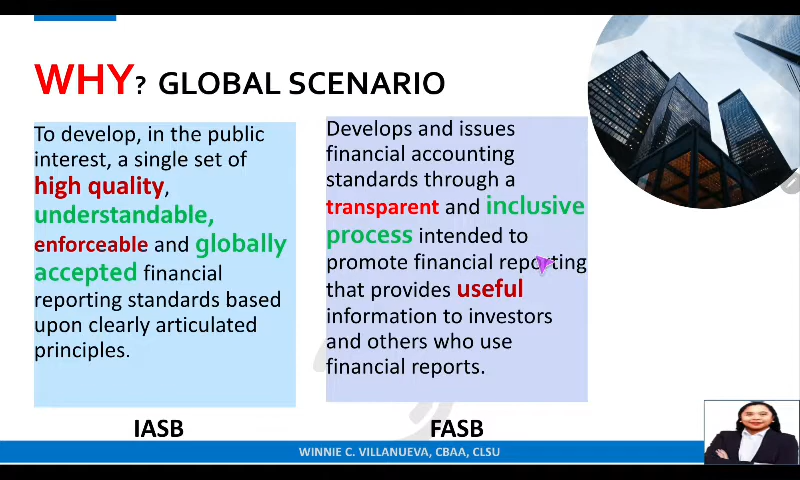 WHY? GLOBAL SCENARIO
To develop, in the public
interest, a single set of
high quality,
understandable,
enforceable and globally
accepted financial
reporting standards based
upon clearly articulated
principles.
IASB
Develops and issues
financial accounting
standards through a
transparent and inclusive
process intended to
promote financial reporting
that provides useful
information to investors
and others who use
financial reports.
FASB
WINNIE C. VILLANUEVA, CBAA, CLSU